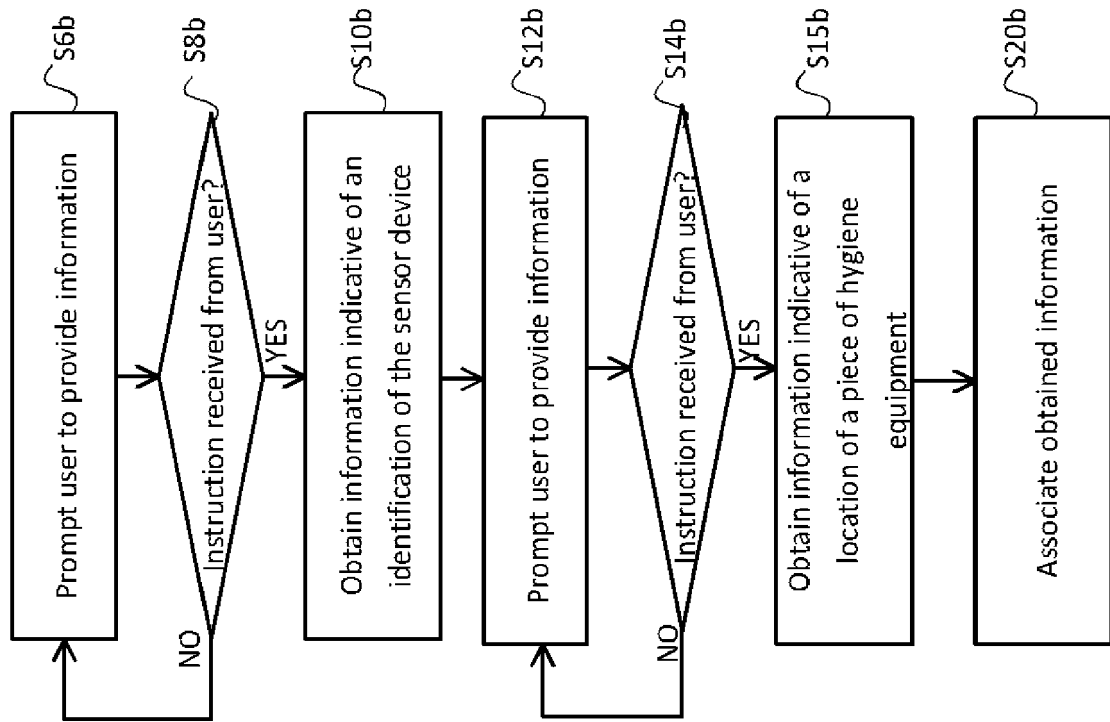 Prompt user to provide information
S6b
Instruction received from user?
S8b
NO
YES
Obtain information indicative of an
identification of the sensor device
S10b
Prompt user to provide information
S12b
Instruction received from user?
S14b
NO
YES
Obtain information indicative of a
location of a piece of hygiene
equipment
S15b
Associate obtained information
S20b